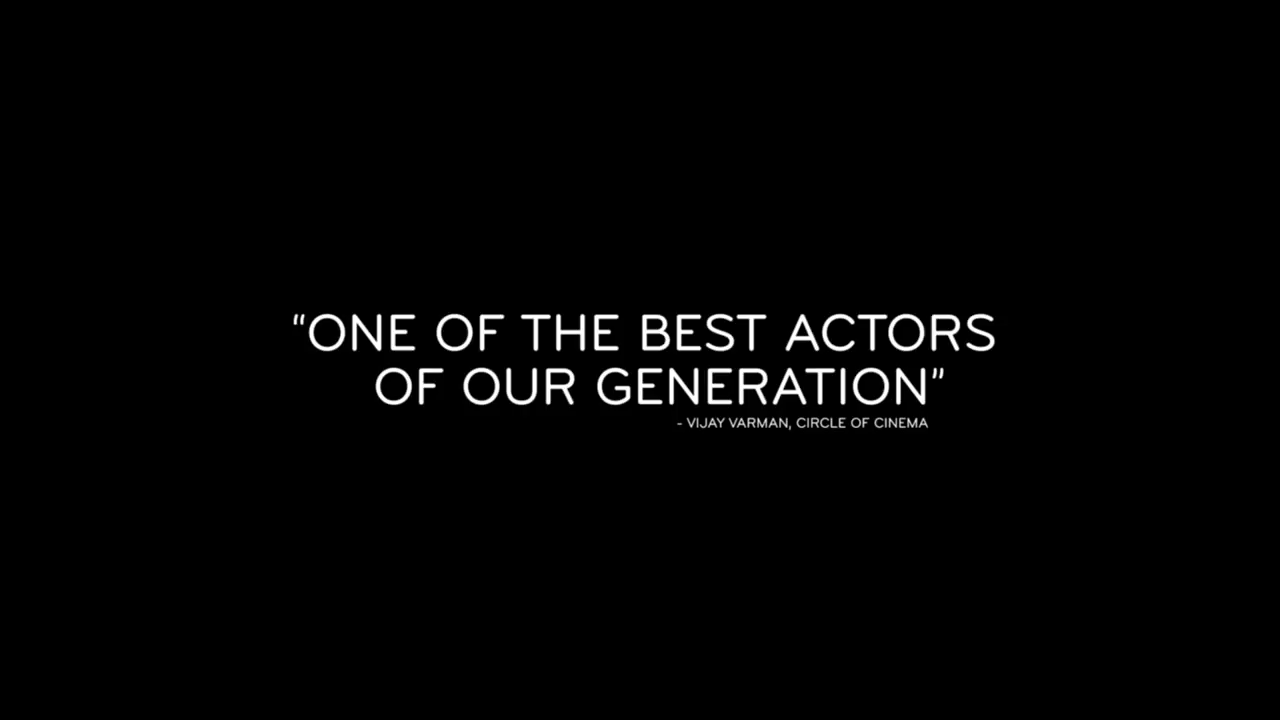 “ONE OF THE BEST ACTORS
OF OUR GENERATION”
- VIJAY VARMAN, CIRCLE OF CINEMA